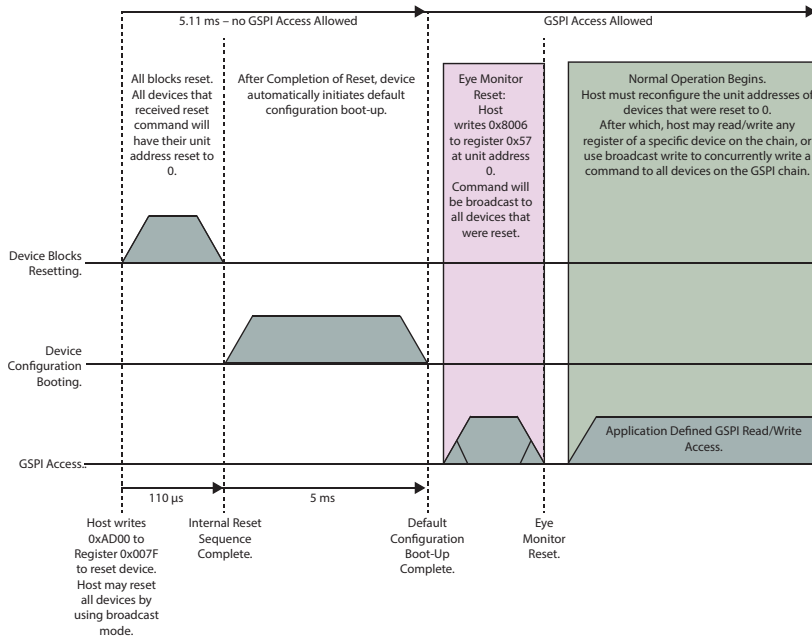 5.11 ms – no GSPI Access Allowed
GSPI Access Allowed
All blocks reset.
All devices that
received reset
command will
have their unit
address reset to
0.
After Completion of Reset, device
automatically initiates default
configuration boot-up.
Eye Monitor
Reset:
Host
writes 0x8006
to register 0x57
at unit address
0.
Command will
be broadcast to
all devices that
were reset.
Normal Operation Begins.
Host must reconfigure the unit addresses of
devices that were reset to 0.
After which, host may read/write any
register of a specific device on the chain, or
use broadcast write to concurrently write a
command to all devices on the GSPI chain.
Device Blocks
Resetting.
Device
Configuration
Booting.
Application Defined GSPI Read/Write
Access.
GSPI Access.
110 μs
5 ms
Host writes
0xAD00 to
Register 0x007F
to reset device.
Host may reset
all devices by
using broadcast
mode.
Internal Reset
Sequence
Complete.
Default
Configuration
Boot-Up
Complete.
Eye
Monitor
Reset.